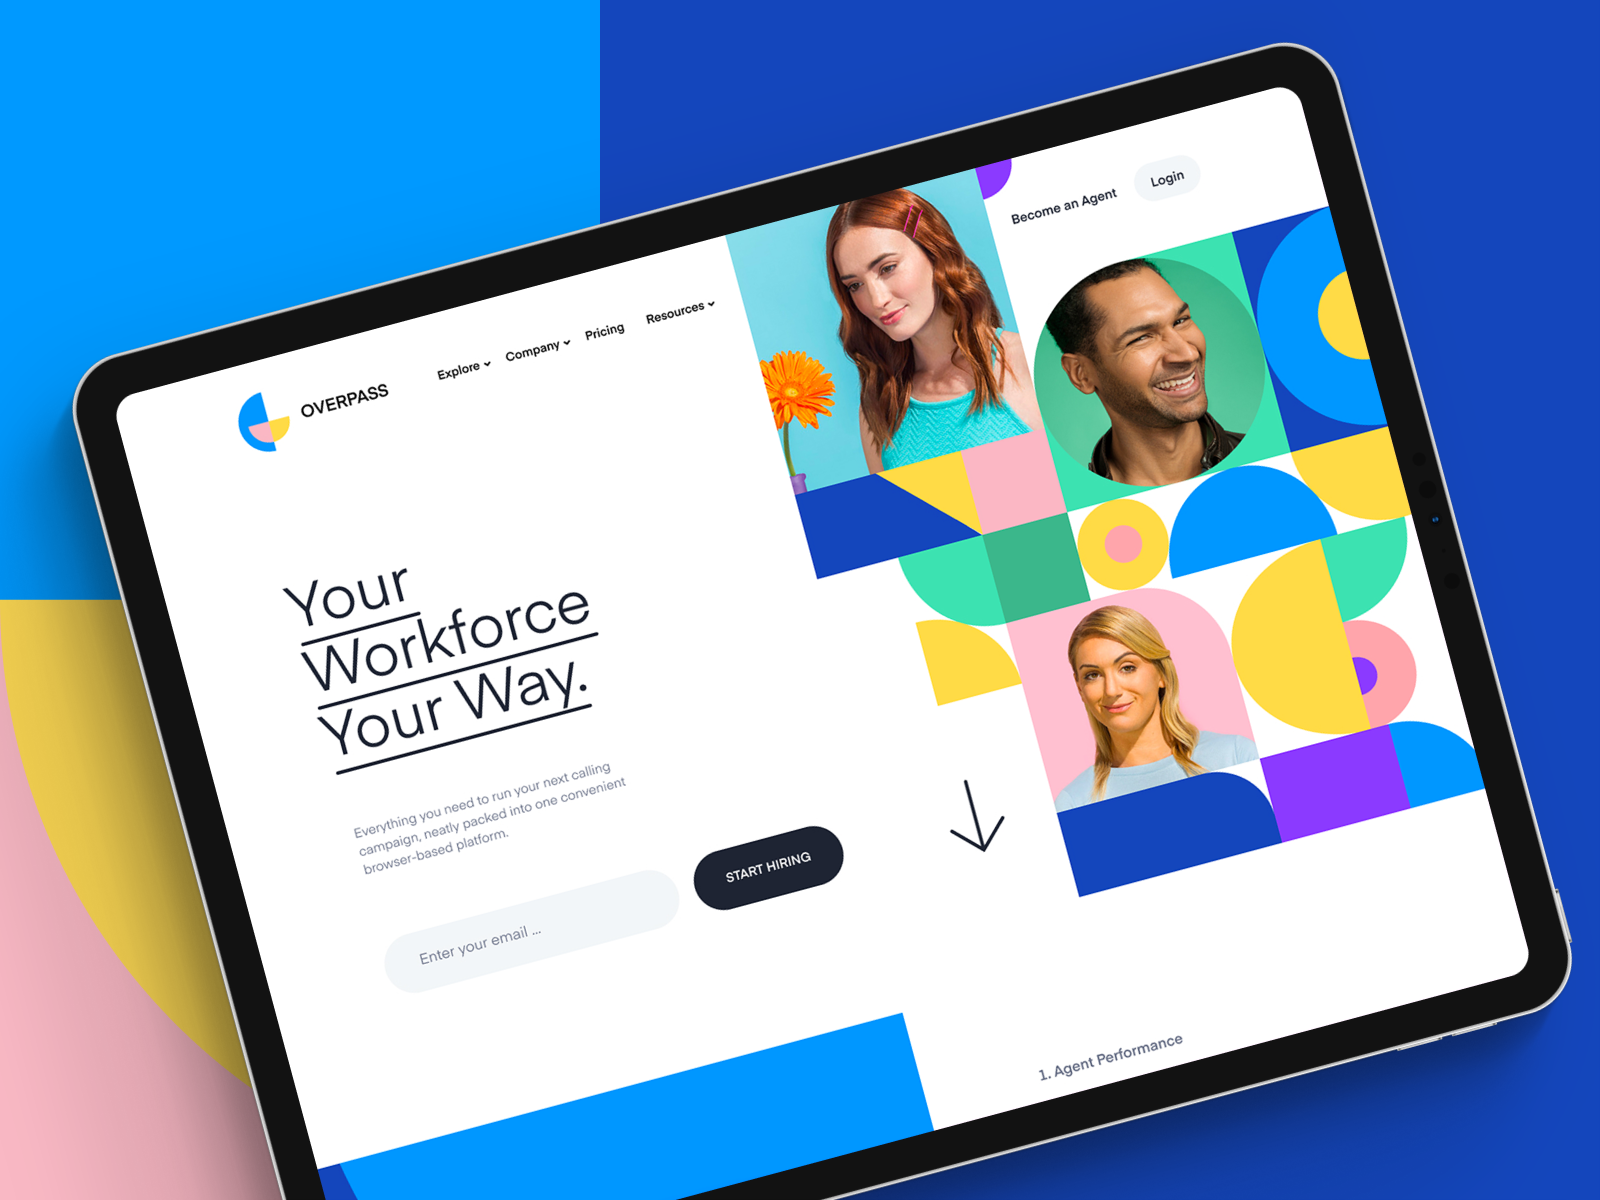 OVERPASS
Explore
Company
Pricing
Resources
Become an Agent
Login
Your
Workforce
Your Way.
Everything you need to run your next calling
campaign, neatly packed into one convenient
browser-based platform.
Enter your email ...
START HIRING
1. Agent Performance